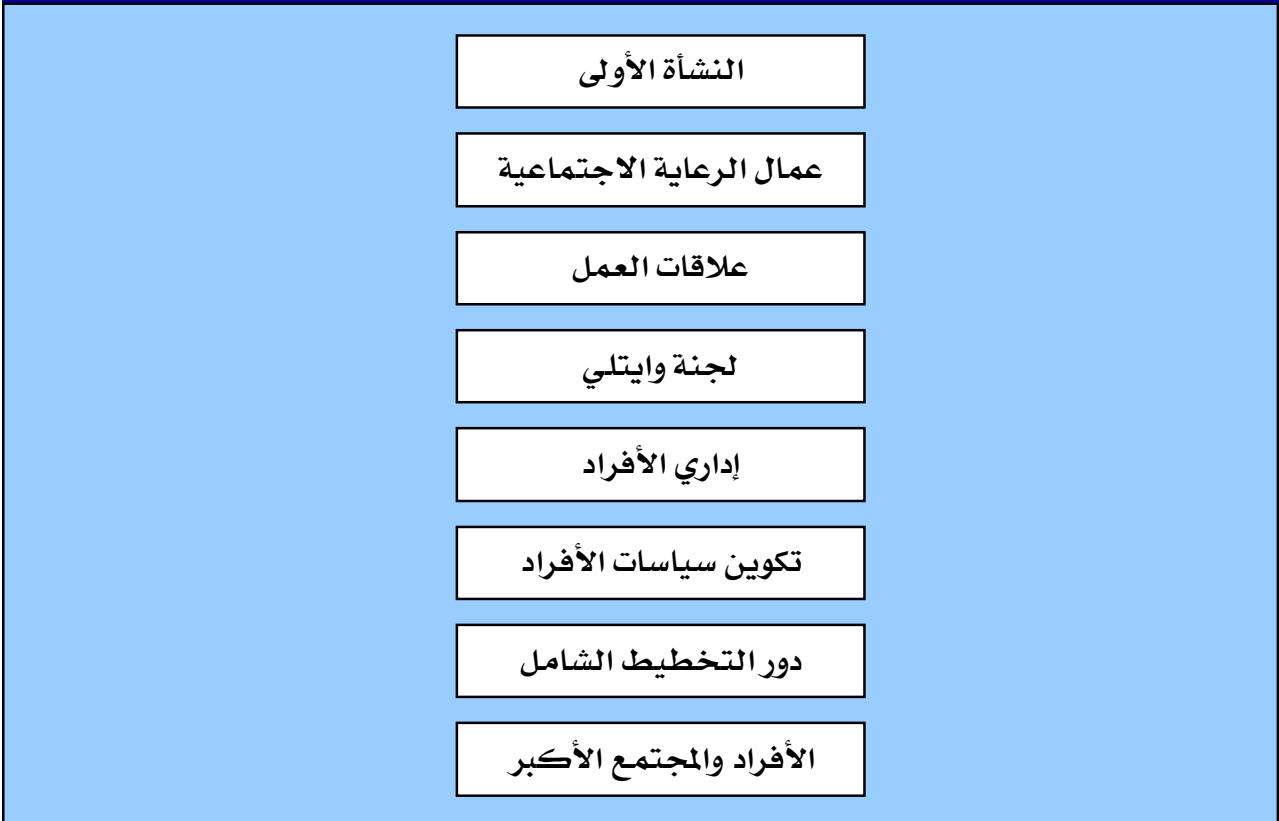 النشأة الأولى
عمال الرعاية الاجتماعية
علاقات العمل
لجنة وايتلي
إداري الأفراد
تكوين سياسات الأفراد
دور التخطيط الشامل
الأفراد والمجتمع الأكبر